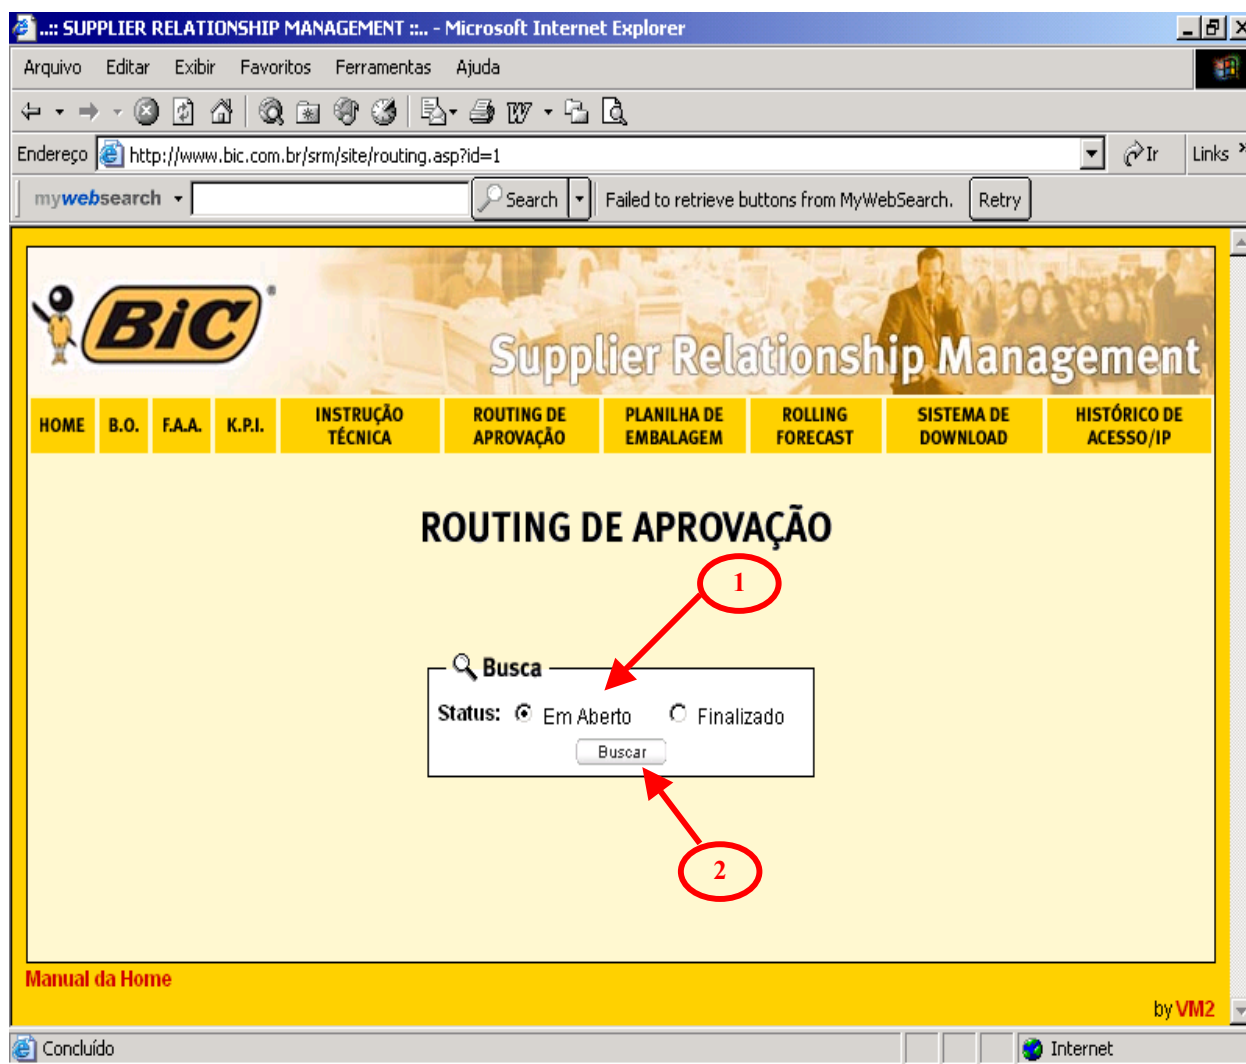 ..:: SUPPLIER RELATIONSHIP MANAGEMENT ::.. - Microsoft Internet Explorer
Arquivo Editar Exibir Favoritos Ferramentas Ajuda
Endereço http://www.bic.com.br/srm/site/routing.asp?id=1 Ir Links »
mywebsearch Search Failed to retrieve buttons from MyWebSearch. Retry
BiC®
Supplier Relationship Management
HOME B.O. F.A.A. K.P.I. INSTRUÇÃO TÉCNICA ROUTING DE APROVAÇÃO PLANILHA DE EMBALAGEM ROLLING FORECAST SISTEMA DE DOWNLOAD HISTÓRICO DE ACESSO/IP
ROUTING DE APROVAÇÃO
1
Busca
Status: Em Aberto Finalizado
Buscar
2
Manual da Home
by VM2
Concluído Internet